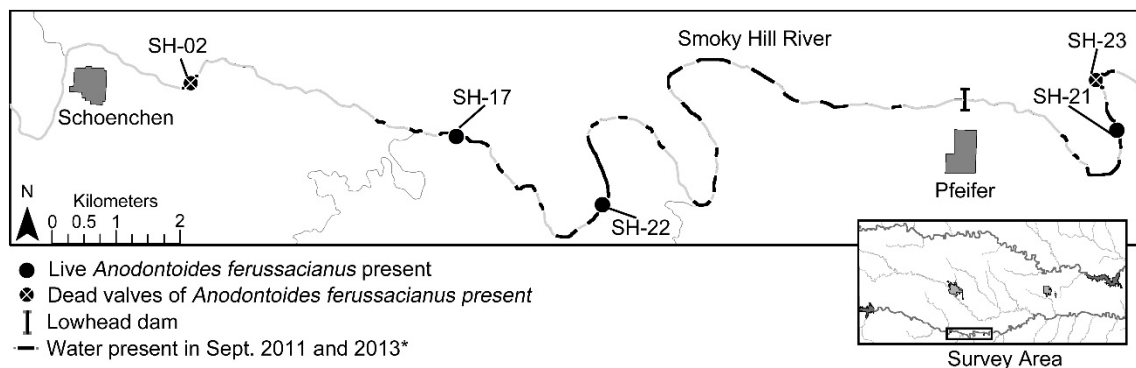 SH-02
Smoky Hill River
SH-23
SH-17
SH-21
Schoenchen
N
Kilometers
0 0.5 1 2
Pfeifer
SH-22
Live Anodontoides ferussacianus present
Dead valves of Anodontoides ferussacianus present
Lowhead dam
Water present in Sept. 2011 and 2013*
Survey Area